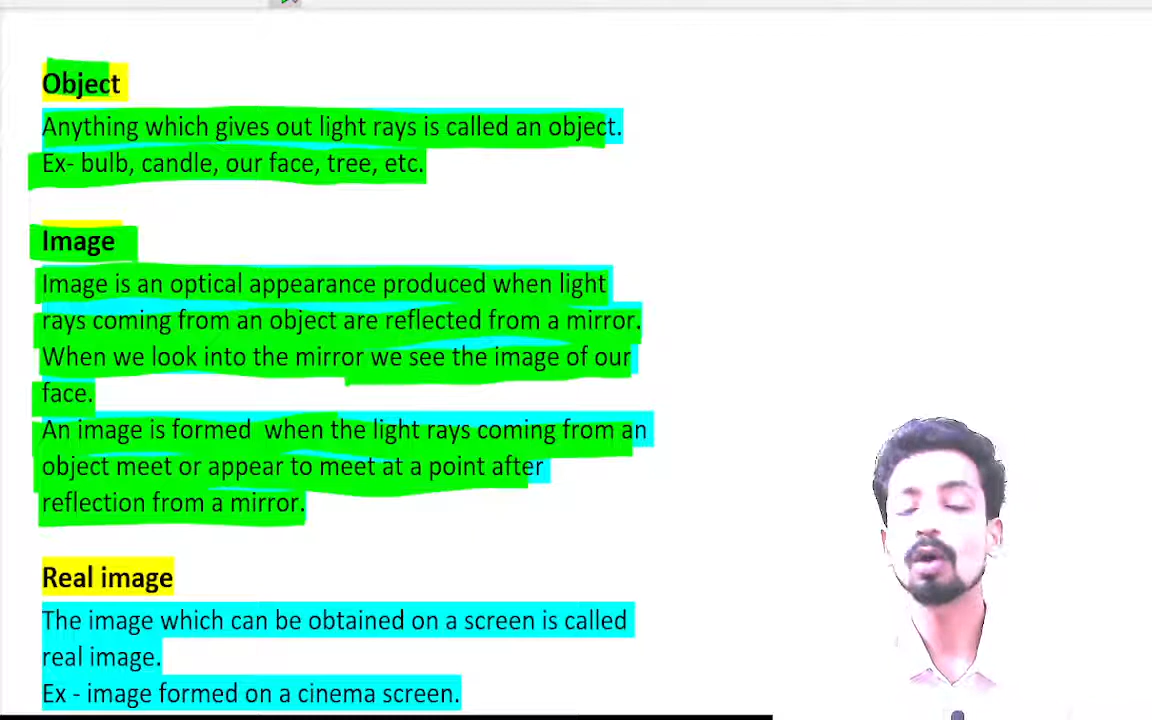 Object
Anything which gives out light rays is called an object.
Ex- bulb, candle, our face, tree, etc.
Image
Image is an optical appearance produced when light
rays coming from an object are reflected from a mirror.
When we look into the mirror we see the image of our
face.
An image is formed  when the light rays coming from an
object meet or appear to meet at a point after
reflection from a mirror.
Real image
The image which can be obtained on a screen is called
real image.
Ex - image formed on a cinema screen.